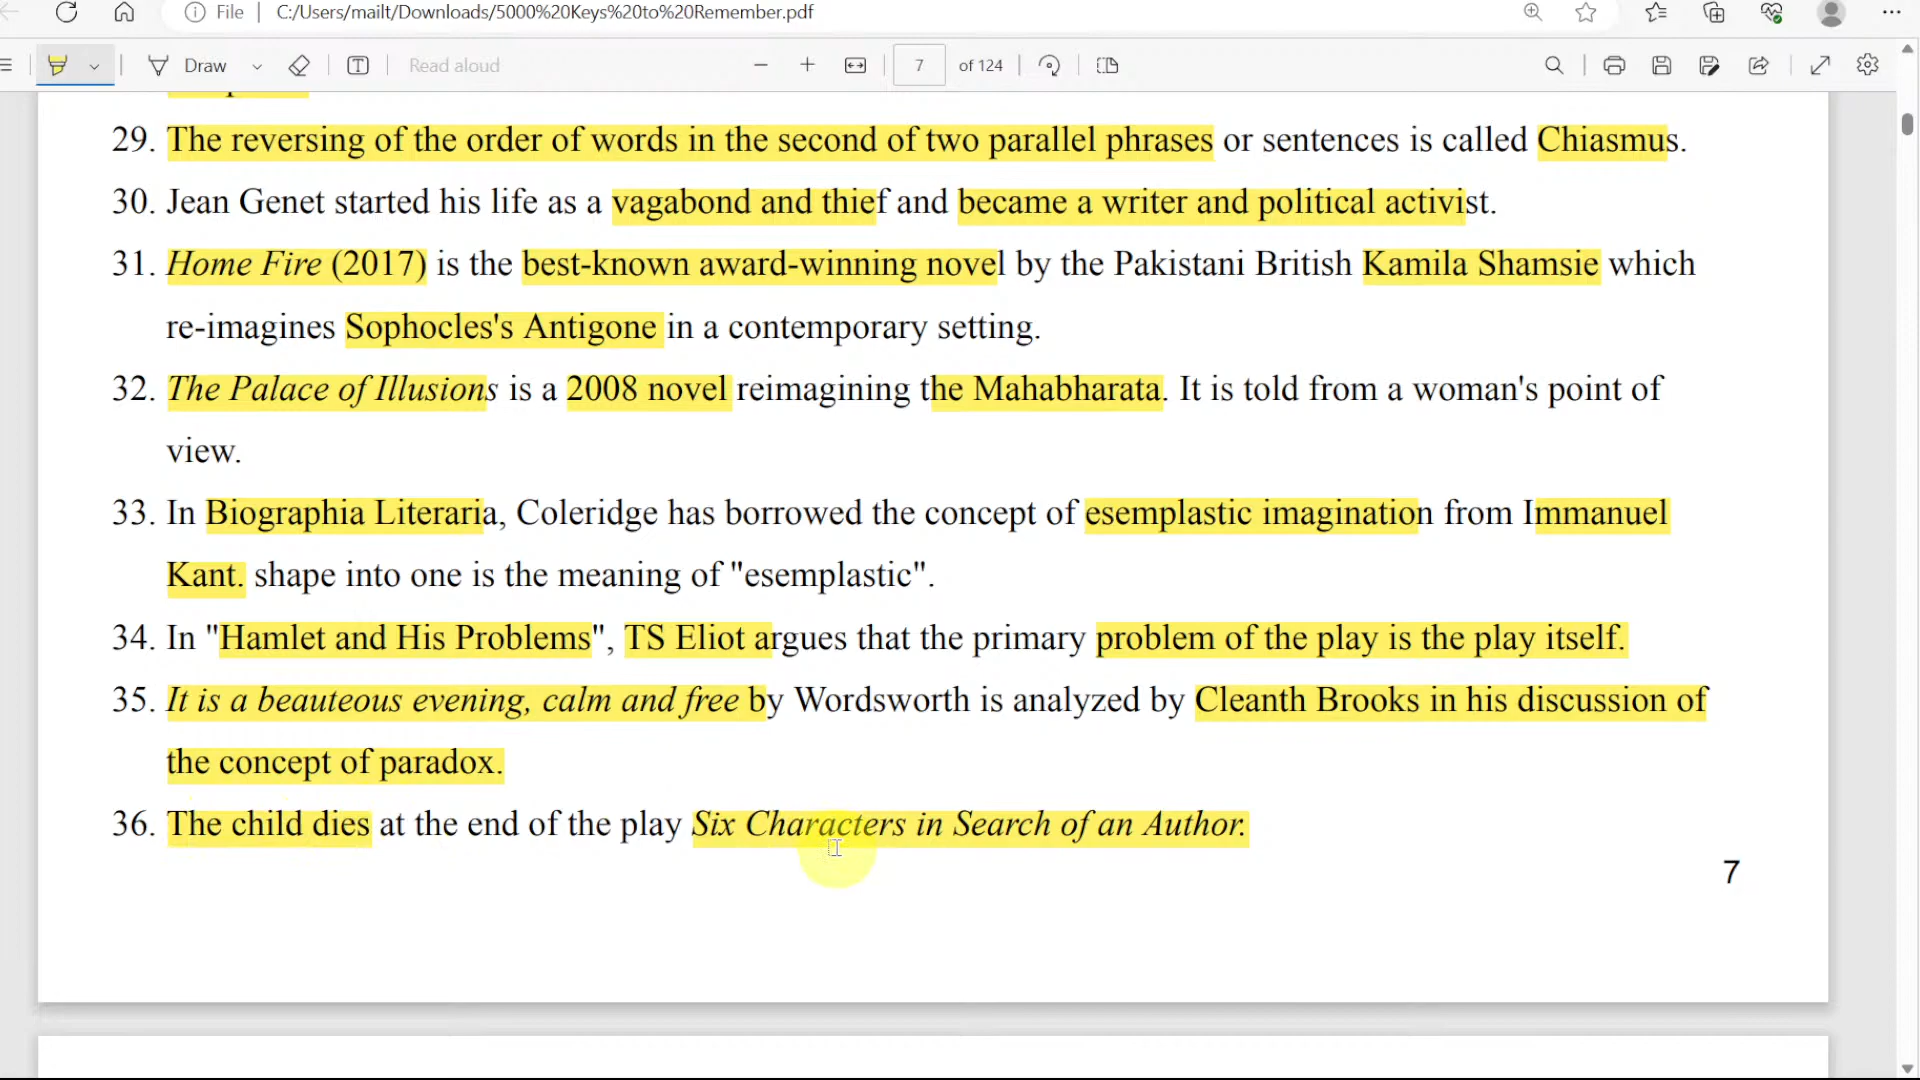 File C:/Users/mailt/Downloads/5000%20Keys%20to%20Remember.pdf
Draw Read aloud 7 of 124
29. The reversing of the order of words in the second of two parallel phrases or sentences is called Chiasmus.
30. Jean Genet started his life as a vagabond and thief and became a writer and political activist.
31. Home Fire (2017) is the best-known award-winning novel by the Pakistani British Kamila Shamsie which
re-imagines Sophocles's Antigone in a contemporary setting.
32. The Palace of Illusions is a 2008 novel reimagining the Mahabharata. It is told from a woman's point of
view.
33. In Biographia Literaria, Coleridge has borrowed the concept of esemplastic imagination from Immanuel
Kant. shape into one is the meaning of "esemplastic".
34. In "Hamlet and His Problems", TS Eliot argues that the primary problem of the play is the play itself.
35. It is a beauteous evening, calm and free by Wordsworth is analyzed by Cleanth Brooks in his discussion of
the concept of paradox.
36. The child dies at the end of the play Six Characters in Search of an Author.
7